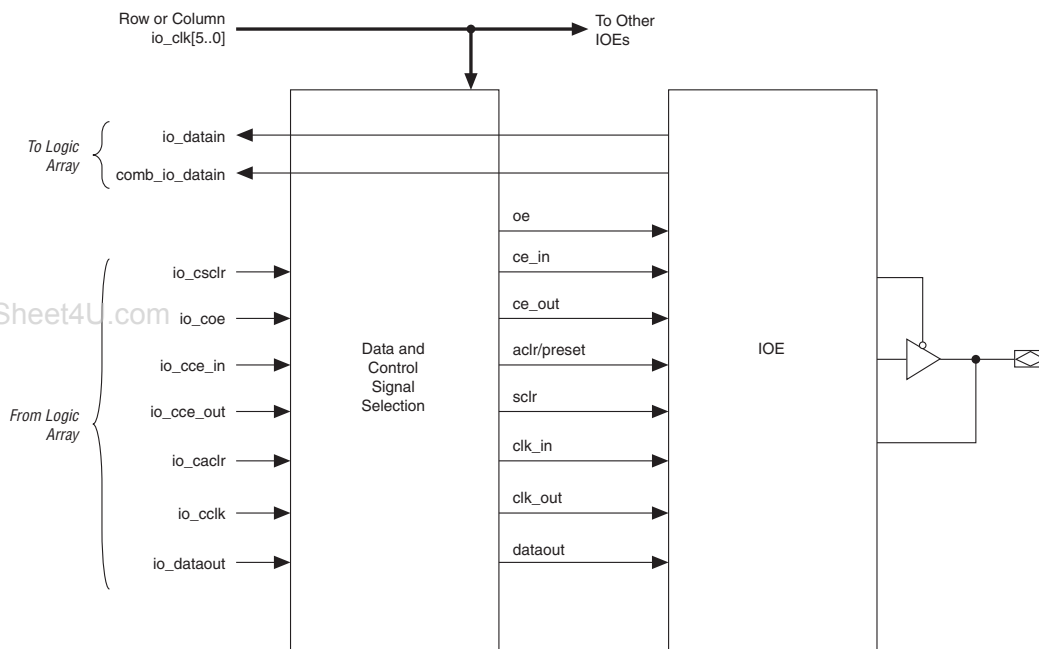 Row or Column
io_clk[5..0]
To Other
IOEs
To Logic
Array
io_datain
comb_io_datain
From Logic
Array
io_csclr
io_coe
io_cce_in
io_cce_out
io_caclr
io_cclk
io_dataout
Data and
Control
Signal
Selection
oe
ce_in
ce_out
aclr/preset
sclr
clk_in
clk_out
dataout
IOE
Sheet4U.com